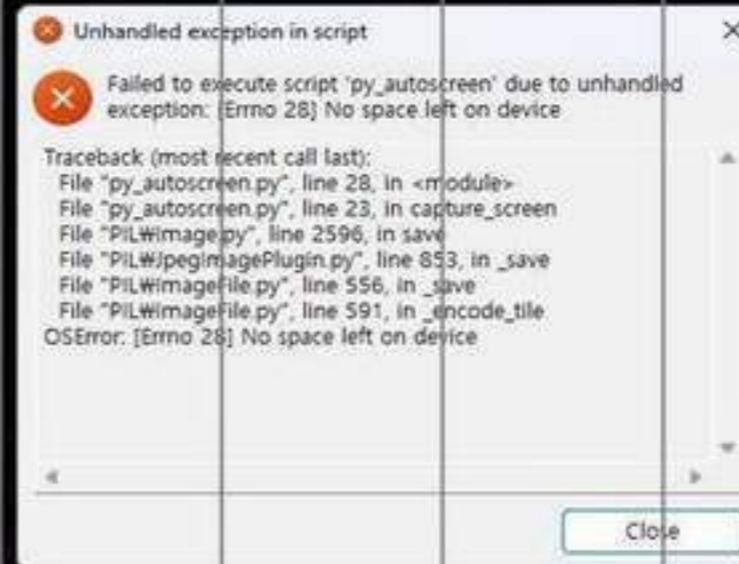 Unhandled exception in script
Failed to execute script 'py_autoscreen' due to unhandled
exception: [Errno 28] No space left on device
Traceback (most recent call last):
File "py_autoscreen.py", line 28, in <module>
File "py_autoscreen.py", line 23, in capture_screen
File "PIL₩Image.py", line 2596, in save
File "PIL₩JpegImagePlugin.py", line 853, in _save
File "PIL₩ImageFile.py", line 556, in _save
File "PIL₩ImageFile.py", line 591, in _encode_tile
OSError: [Errno 28] No space left on device
Close